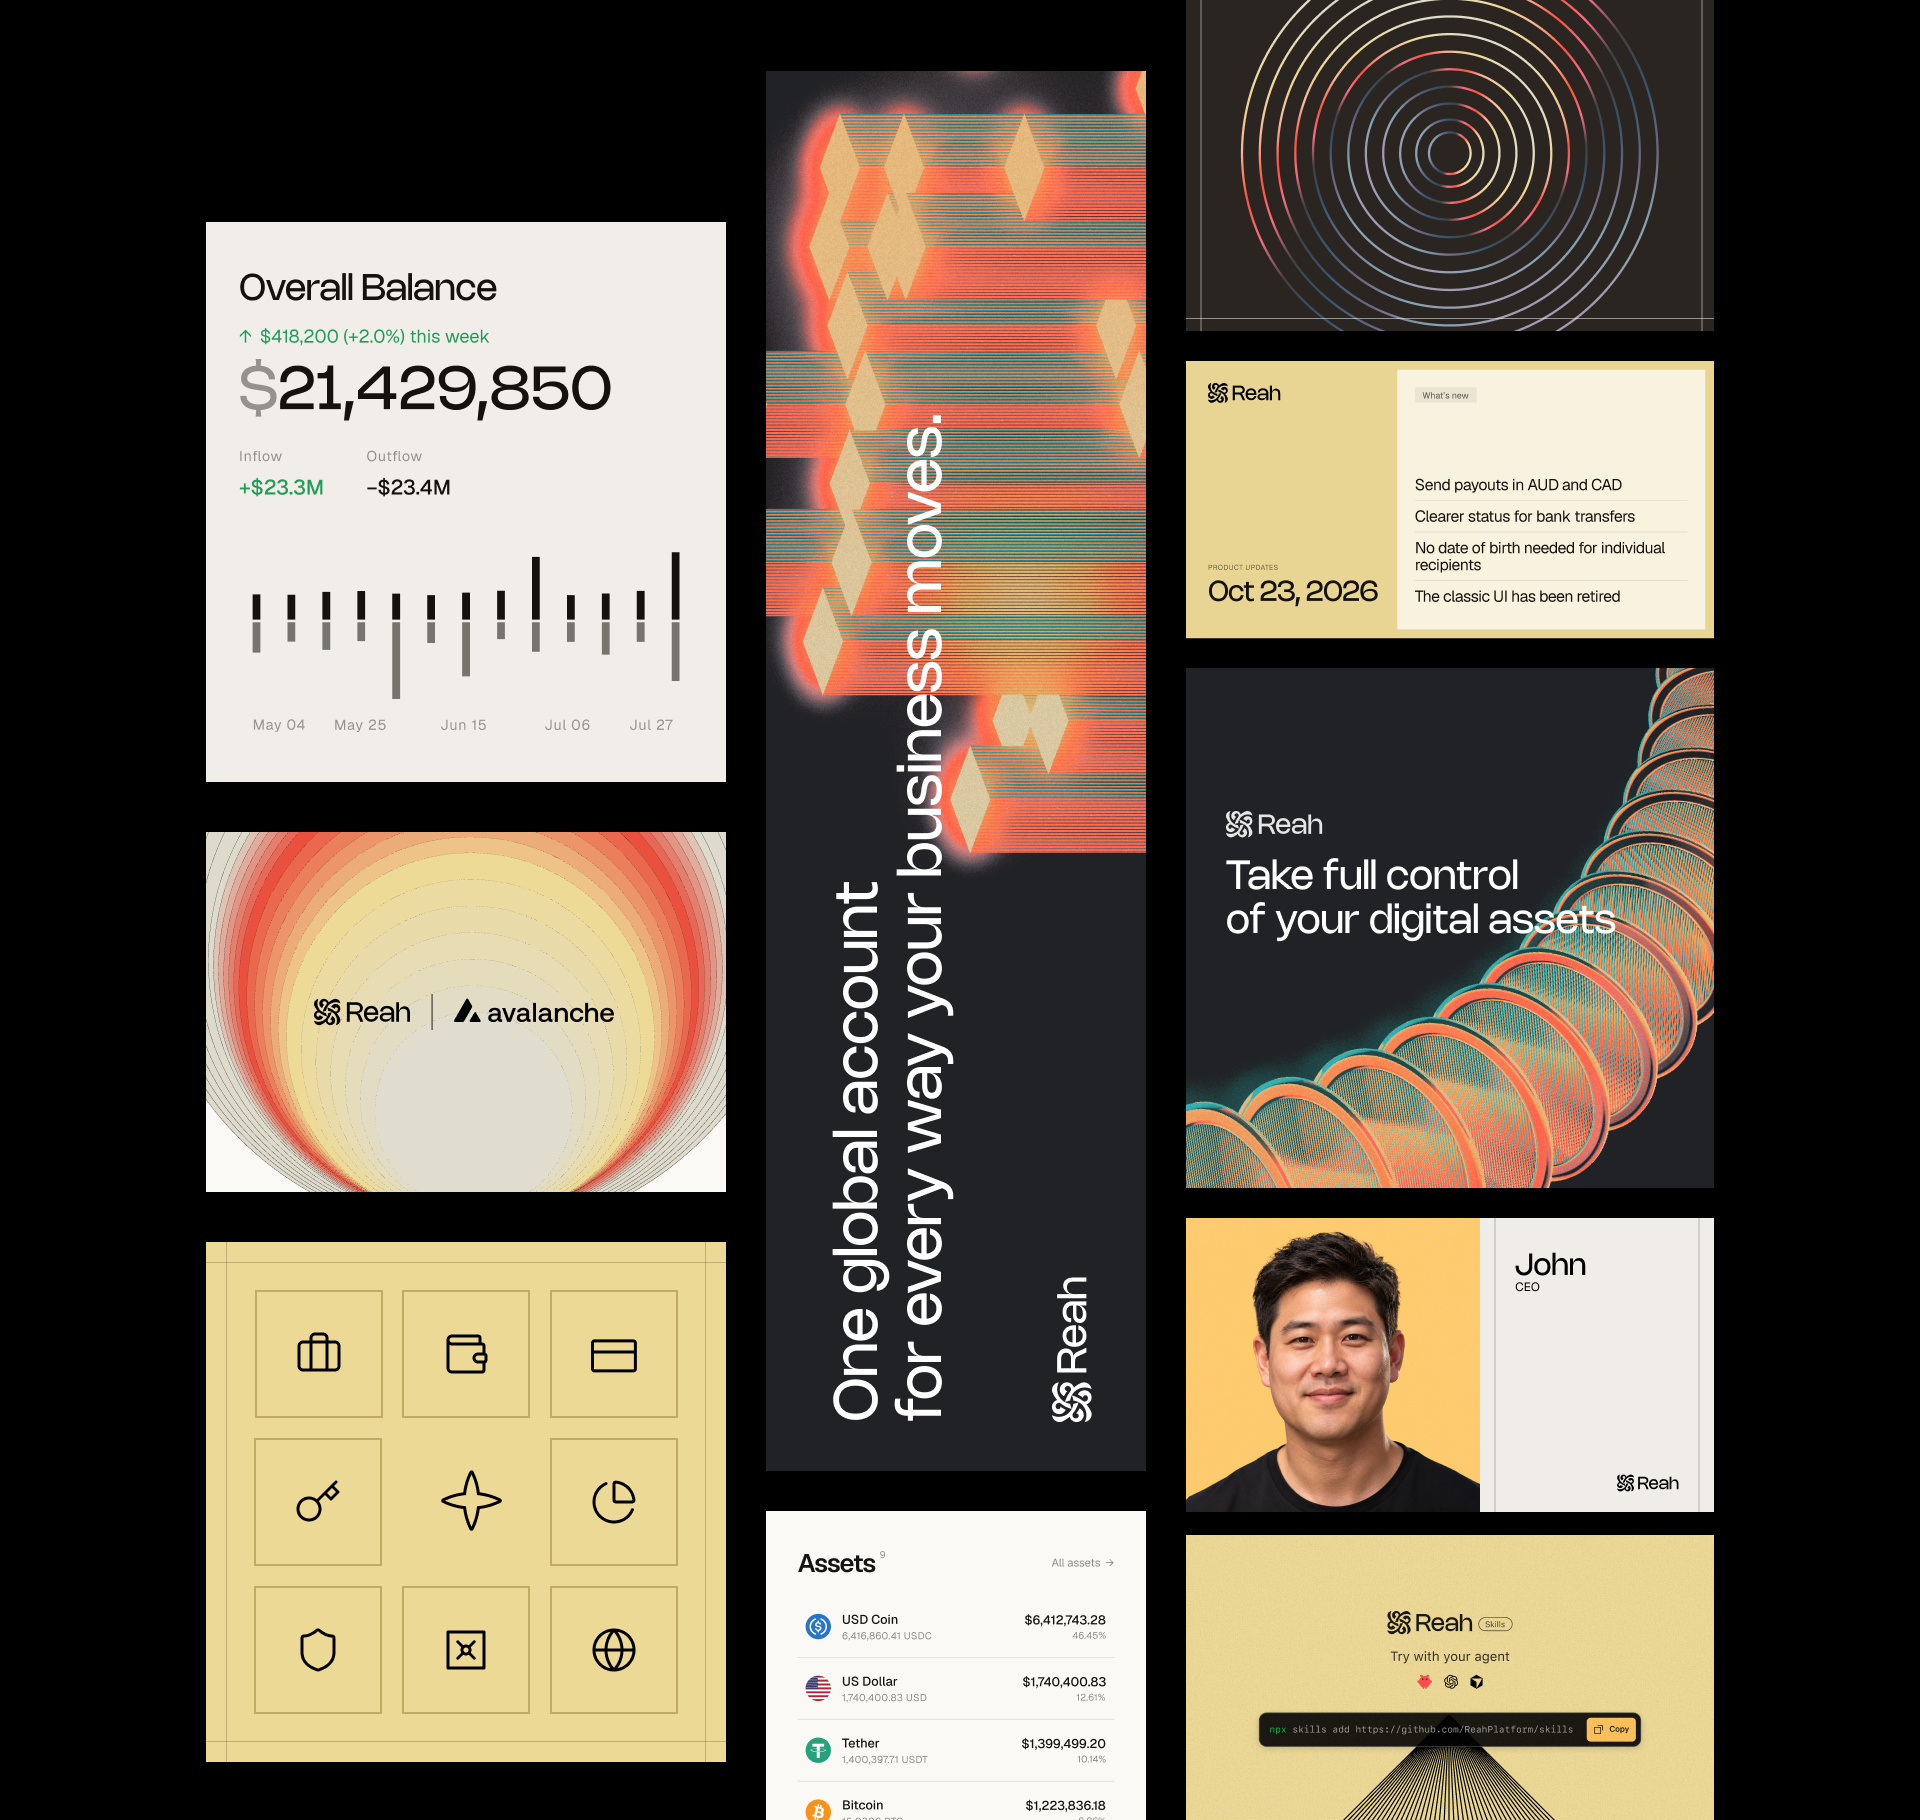 Overall Balance
↑ $418,200 (+2.0%) this week
$21,429,850
Inflow Outflow
+$23.3M −$23.4M
May 04 May 25 Jun 15 Jul 06 Jul 27
Reah | avalanche
One global account
for every way your business moves.
Reah
Assets 9
All assets →
USD Coin $6,412,743.28
6,416,860.41 USDC 46.45%
US Dollar $1,740,400.83
1,740,400.83 USD 12.61%
Tether $1,399,499.20
1,400,397.71 USDT 10.14%
Bitcoin $1,223,836.18
Reah
PRODUCT UPDATES
Oct 23, 2026
What's new
Send payouts in AUD and CAD
Clearer status for bank transfers
No date of birth needed for individual
recipients
The classic UI has been retired
Reah
Take full control
of your digital assets
John
CEO
Reah
Reah Skills
Try with your agent
npx skills add https://github.com/ReahPlatform/skills Copy